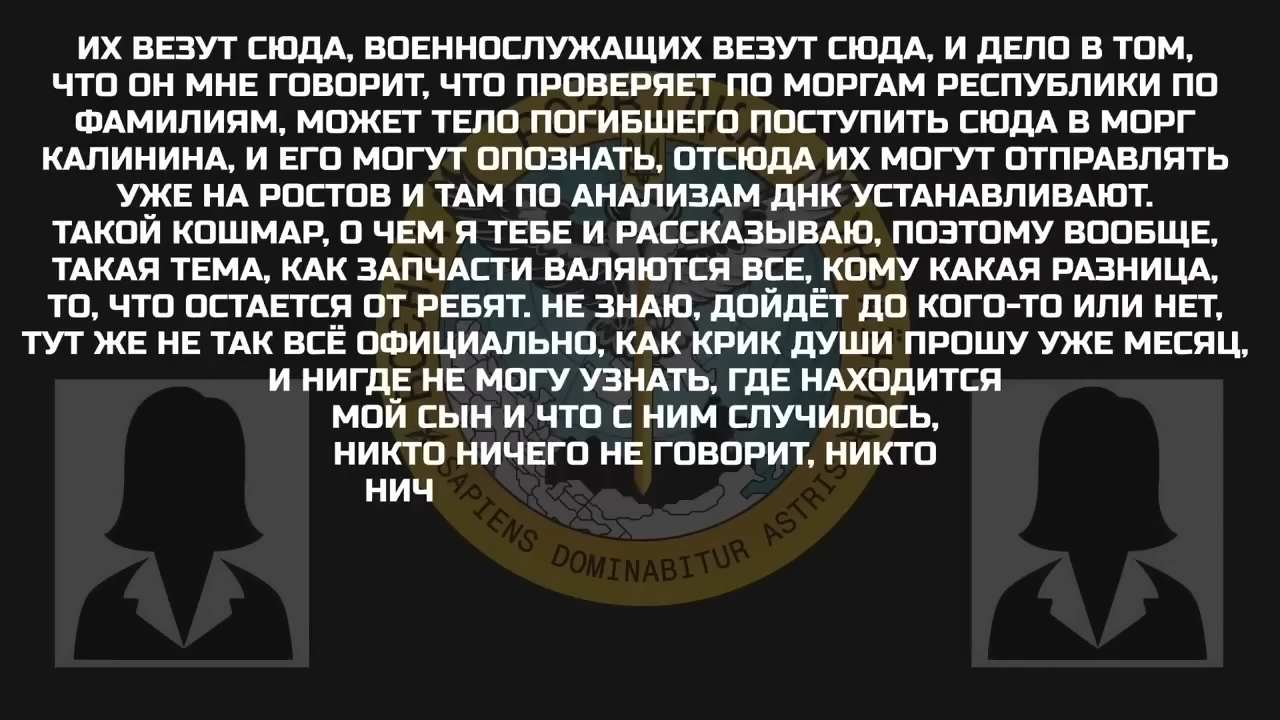 ИХ ВЕЗУТ СЮДА, ВОЕННОСЛУЖАЩИХ ВЕЗУТ СЮДА, И ДЕЛО В ТОМ,
ЧТО ОН МНЕ ГОВОРИТ, ЧТО ПРОВЕРЯЕТ ПО МОРГАМ РЕСПУБЛИКИ ПО
ФАМИЛИЯМ, МОЖЕТ ТЕЛО ПОГИБШЕГО ПОСТУПИТЬ СЮДА В МОРГ
КАЛИНИНА, И ЕГО МОГУТ ОПОЗНАТЬ, ОТСЮДА ИХ МОГУТ ОТПРАВЛЯТЬ
УЖЕ НА РОСТОВ И ТАМ ПО АНАЛИЗАМ ДНК УСТАНАВЛИВАЮТ.
ТАКОЙ КОШМАР, О ЧЕМ Я ТЕБЕ И РАССКАЗЫВАЮ, ПОЭТОМУ ВООБЩЕ,
ТАКАЯ ТЕМА, КАК ЗАПЧАСТИ ВАЛЯЮТСЯ ВСЕ, КОМУ КАКАЯ РАЗНИЦА,
ТО, ЧТО ОСТАЕТСЯ ОТ РЕБЯТ. НЕ ЗНАЮ, ДОЙДЁТ ДО КОГО-ТО ИЛИ НЕТ,
ТУТ ЖЕ НЕ ТАК ВСЁ ОФИЦИАЛЬНО, КАК КРИК ДУШИ ПРОШУ УЖЕ МЕСЯЦ,
И НИГДЕ НЕ МОГУ УЗНАТЬ, ГДЕ НАХОДИТСЯ
МОЙ СЫН И ЧТО С НИМ СЛУЧИЛОСЬ,
НИКТО НИЧЕГО НЕ ГОВОРИТ, НИКТО
НИЧ
SAPIENS DOMINABITUR ASTRIS